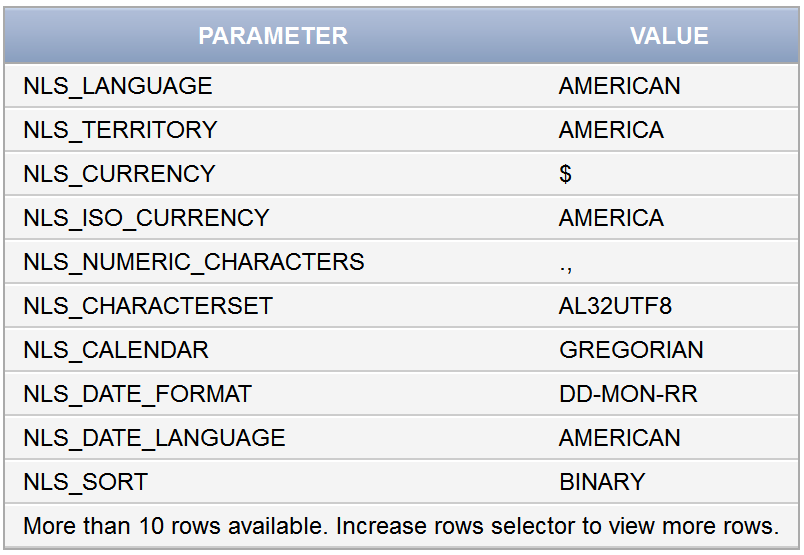 PARAMETER VALUE
NLS_LANGUAGE AMERICAN
NLS_TERRITORY AMERICA
NLS_CURRENCY $
NLS_ISO_CURRENCY AMERICA
NLS_NUMERIC_CHARACTERS .,
NLS_CHARACTERSET AL32UTF8
NLS_CALENDAR GREGORIAN
NLS_DATE_FORMAT DD-MON-RR
NLS_DATE_LANGUAGE AMERICAN
NLS_SORT BINARY
More than 10 rows available. Increase rows selector to view more rows.